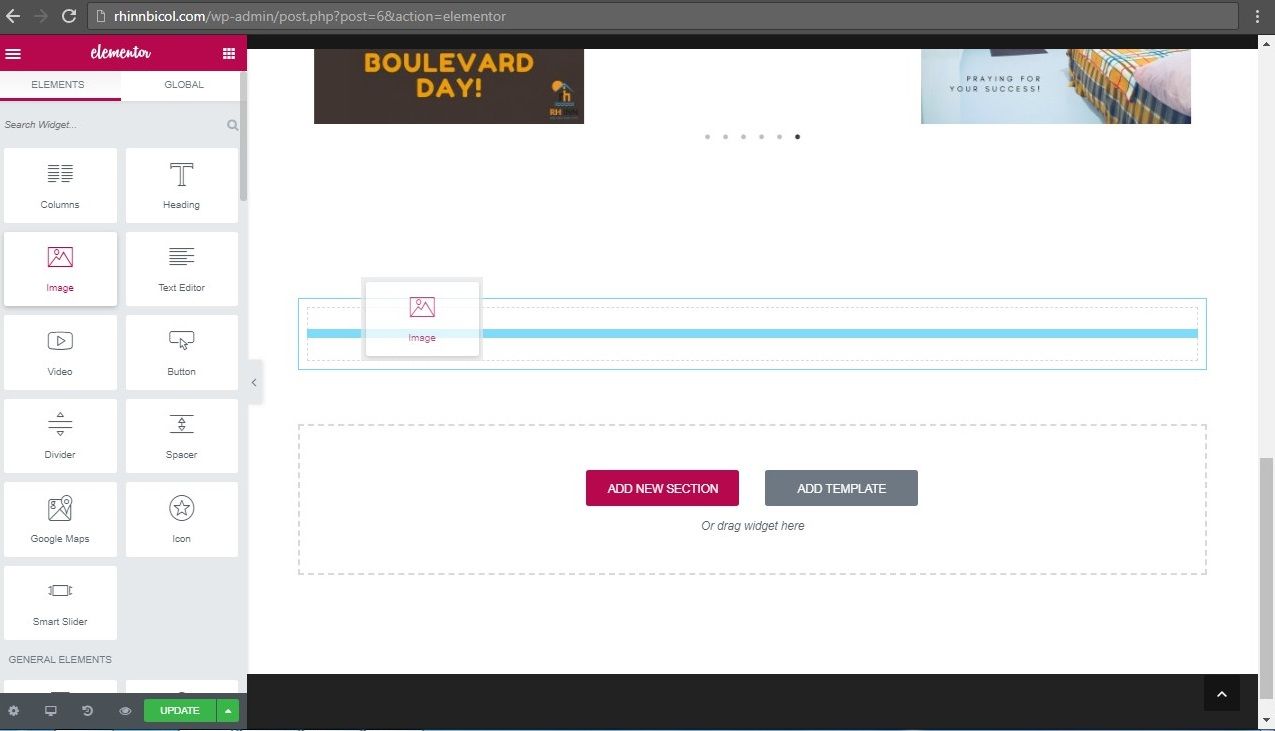 rhinnbicol.com/wp-admin/post.php?post=6&action=elementor
elementor
ELEMENTS GLOBAL
Search Widget...
Columns Heading
Image Text Editor
Video Button
Divider Spacer
Google Maps Icon
Smart Slider
GENERAL ELEMENTS
UPDATE
BOULEVARD
DAY!
RHINN
PRAYING FOR
YOUR SUCCESS!
Image
ADD NEW SECTION ADD TEMPLATE
Or drag widget here